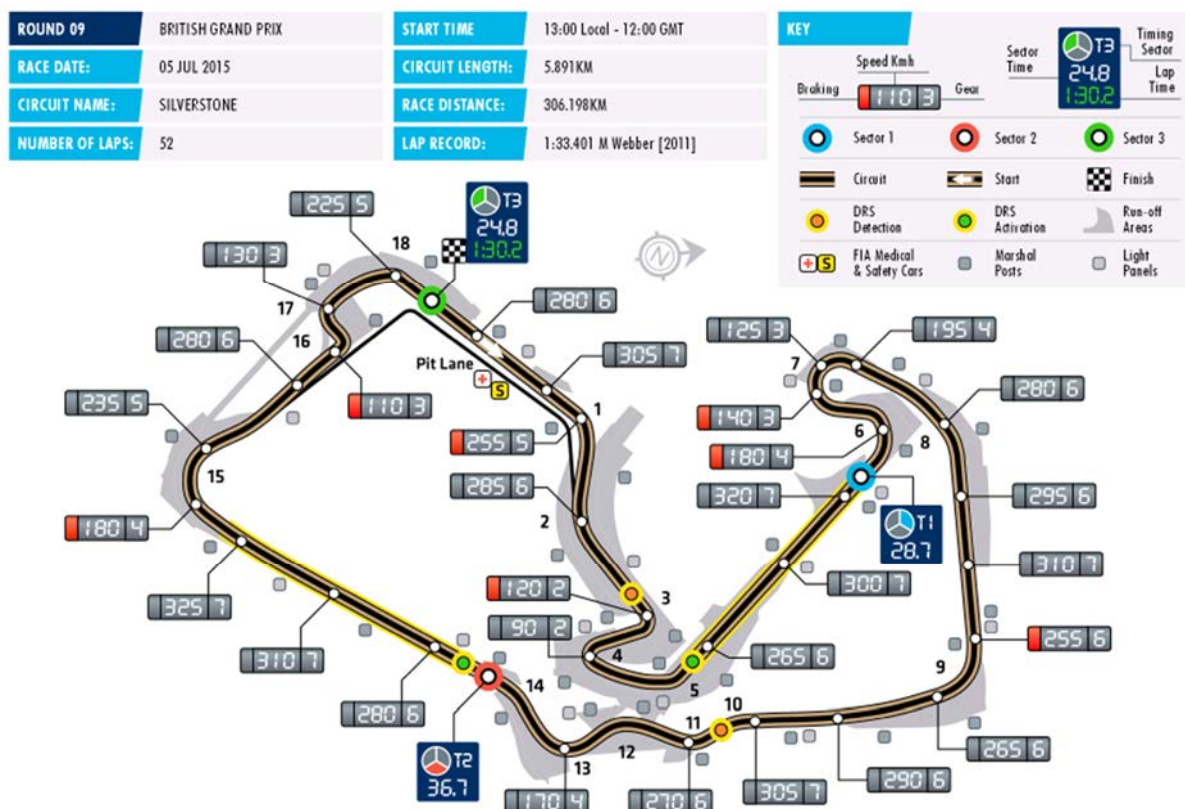 ROUND 09 BRITISH GRAND PRIX
RACE DATE: 05 JUL 2015
CIRCUIT NAME: SILVERSTONE
NUMBER OF LAPS: 52
START TIME 13:00 Local - 12:00 GMT
CIRCUIT LENGTH: 5.891KM
RACE DISTANCE: 306.198KM
LAP RECORD: 1:33.401 M Webber [2011]
KEY
Speed Kmh
Braking 110 3 Gear
Sector Time
T3
24.8
1:30.2
Timing Sector
Lap Time
Sector 1 Sector 2 Sector 3
Circuit Start Finish
DRS Detection
DRS Activation
Run-off Areas
S FIA Medical & Safety Cars
Marshal Posts
Light Panels
225 5
T3
24.8
1:30.2
18
130 3
17
280 6
280 6
16
Pit Lane
S
305 7
125 3
195 4
7
235 5
110 3
1
140 3
280 6
255 5
6
8
180 4
15
285 6
320 7
295 6
180 4
2
T1
28.7
310 7
300 7
325 7
120 2
3
90 2
255 6
310 7
4
265 6
9
280 6
14
5
10
T2
36.7
11
12
13
265 6
170 4
270 6
305 7
290 6